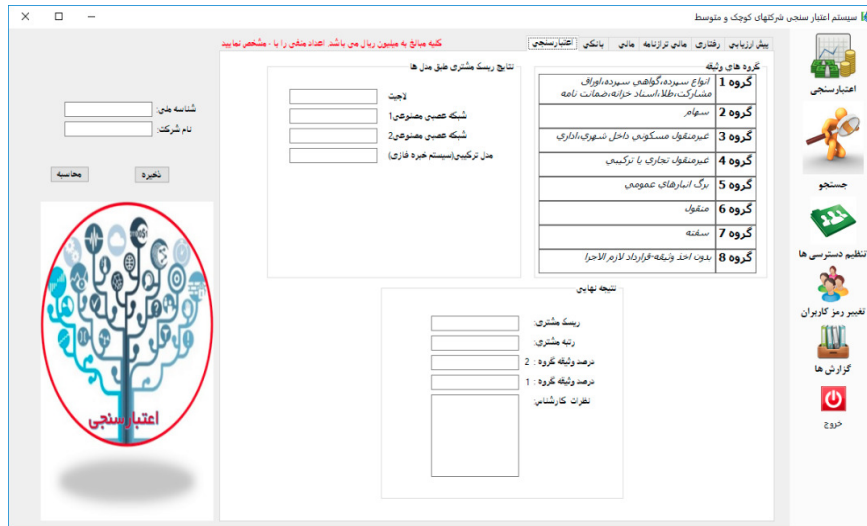 سیستم اعتبار سنجی شرکتهای کوچک و متوسط
پیش ارزیابی
رفتاری
مالی ترازنامه
مالی
بانکی
اعتبارسنجی
کلیه مبالغ به میلیون ریال می باشد. اعداد منفی را با - مشخص نمایید
اعتبارسنجی
جستجو
تنظیم دسترسی ها
تغییر رمز کاربران
گزارش ها
خروج
گروه های وثیقه
گروه 1 انواع سپرده،گواهی سپرده،اوراق
مشارکت،طلا،اسناد خزانه،ضمانت نامه
گروه 2 سهام
گروه 3 غیرمنقول مسکونی داخل شهری،اداری
گروه 4 غیرمنقول تجاری یا ترکیبی
گروه 5 برگ انبارهای عمومی
گروه 6 منقول
گروه 7 سفته
گروه 8 بدون اخذ وثیقه-قرارداد لازم الاجرا
نتایج ریسک مشتری طبق مدل ها
لاجیت
شبکه عصبی مصنوعی1
شبکه عصبی مصنوعی2
مدل ترکیبی(سیستم خبره فازی)
نتیجه نهایی
ریسک مشتری:
رتبه مشتری:
درصد وثیقه گروه : 2
درصد وثیقه گروه : 1
نظرات کارشناس:
شناسه ملی:
نام شرکت:
ذخیره
محاسبه
اعتبارسنجی